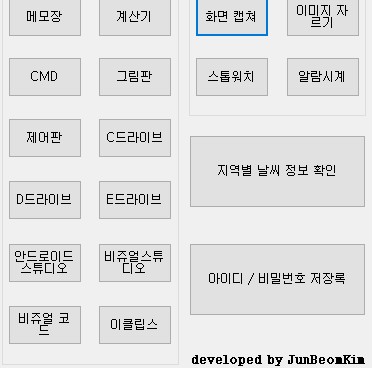 메모장
계산기
화면 캡쳐
이미지 자
르기
CMD
그림판
스톱워치
알람시계
제어판
C드라이브
지역별 날씨 정보 확인
D드라이브
E드라이브
안드로이드
스튜디오
비쥬얼스튜
디오
아이디 / 비밀번호 저장록
비쥬얼 코
드
이클립스
developed by JunBeomKim